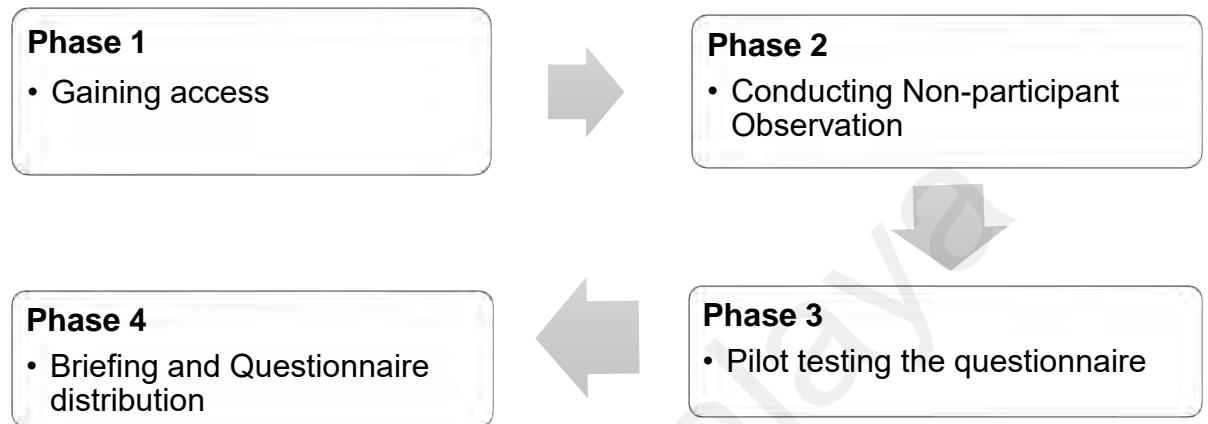 Phase 1
• Gaining access
Phase 2
• Conducting Non-participant
Observation
Phase 3
• Pilot testing the questionnaire
Phase 4
• Briefing and Questionnaire
distribution